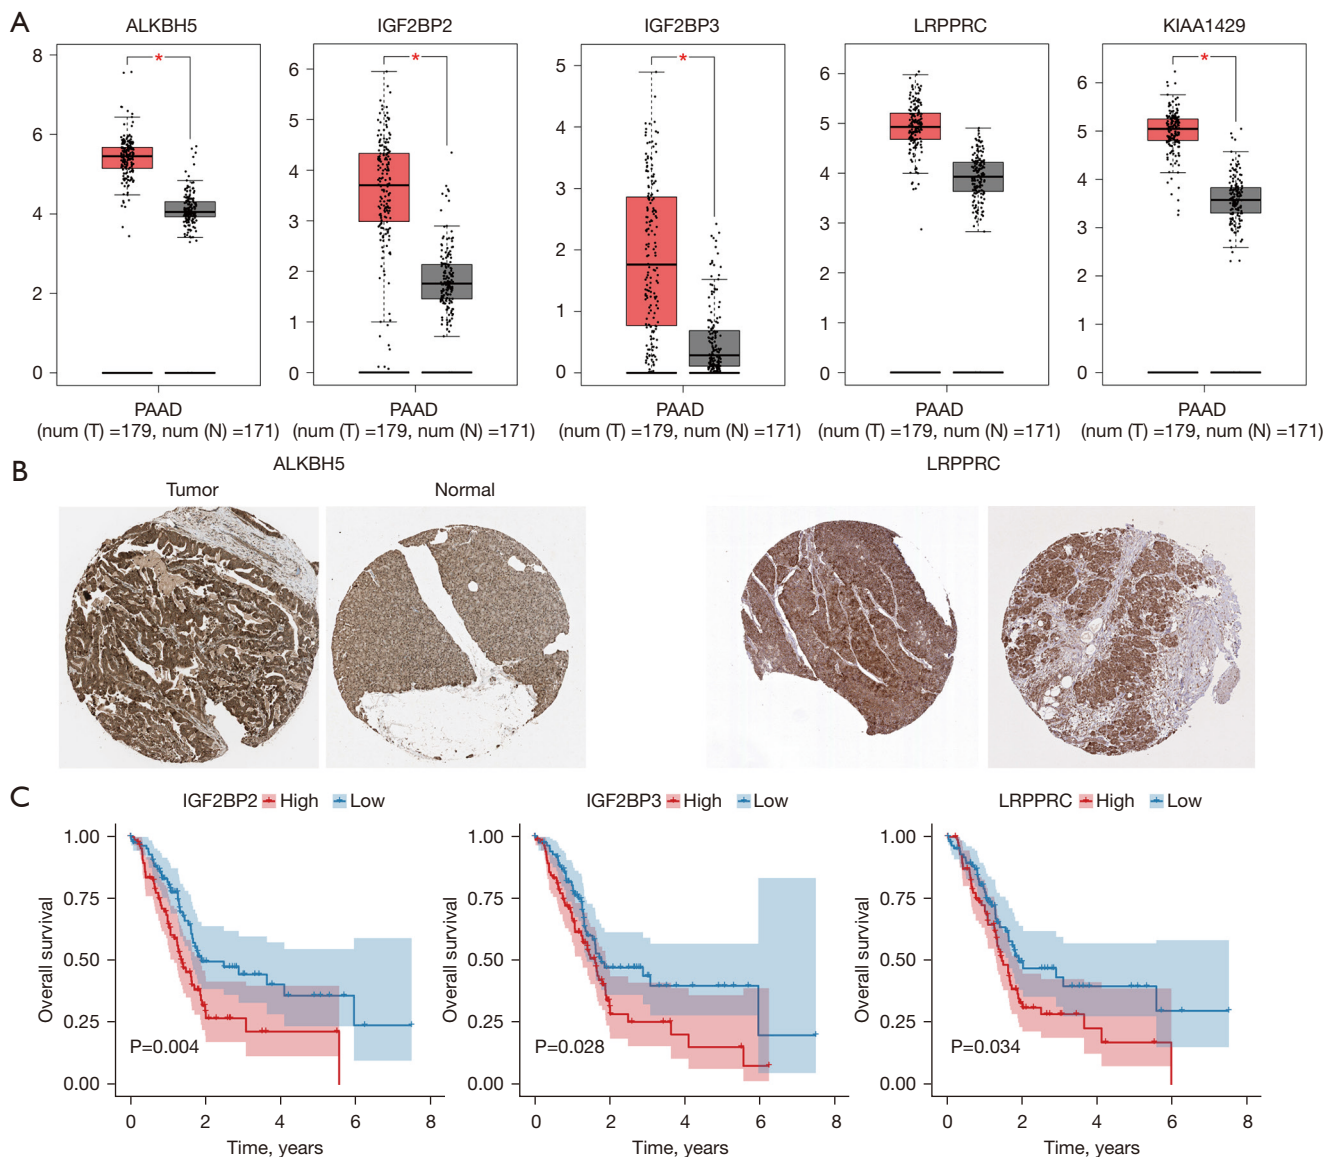 A
ALKBH5 IGF2BP2 IGF2BP3 LRPPRC KIAA1429
* * * *
8
6
4
2
0
6
5
4
3
2
1
0
5
4
3
2
1
0
6
5
4
3
2
1
0
6
5
4
3
2
1
0
PAAD PAAD PAAD PAAD PAAD
(num (T) =179, num (N) =171) (num (T) =179, num (N) =171) (num (T) =179, num (N) =171) (num (T) =179, num (N) =171) (num (T) =179, num (N) =171)
B
ALKBH5 LRPPRC
Tumor Normal
C
IGF2BP2 High Low
Overall survival
1.00
0.75
0.50
0.25
0.00
P=0.004
0 2 4 6 8
Time, years
IGF2BP3 High Low
Overall survival
1.00
0.75
0.50
0.25
0.00
P=0.028
0 2 4 6 8
Time, years
LRPPRC High Low
Overall survival
1.00
0.75
0.50
0.25
0.00
P=0.034
0 2 4 6 8
Time, years